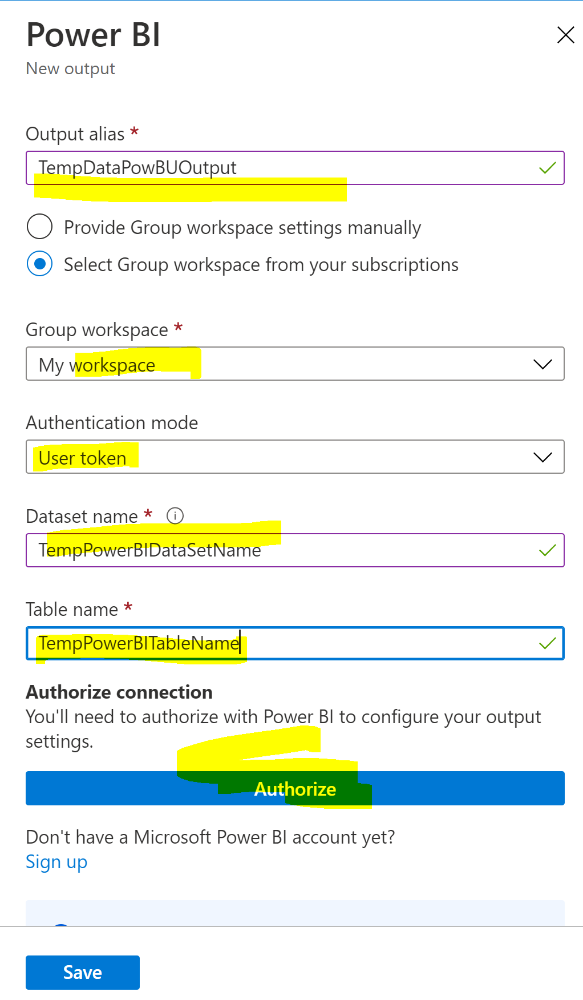 Power BI
New output
Output alias *
TempDataPowBUOutput
Provide Group workspace settings manually
Select Group workspace from your subscriptions
Group workspace *
My workspace
Authentication mode
User token
Dataset name *
TempPowerBIDataSetName
Table name *
TempPowerBITableName
Authorize connection
You'll need to authorize with Power BI to configure your output
settings.
Authorize
Don't have a Microsoft Power BI account yet?
Sign up
Save